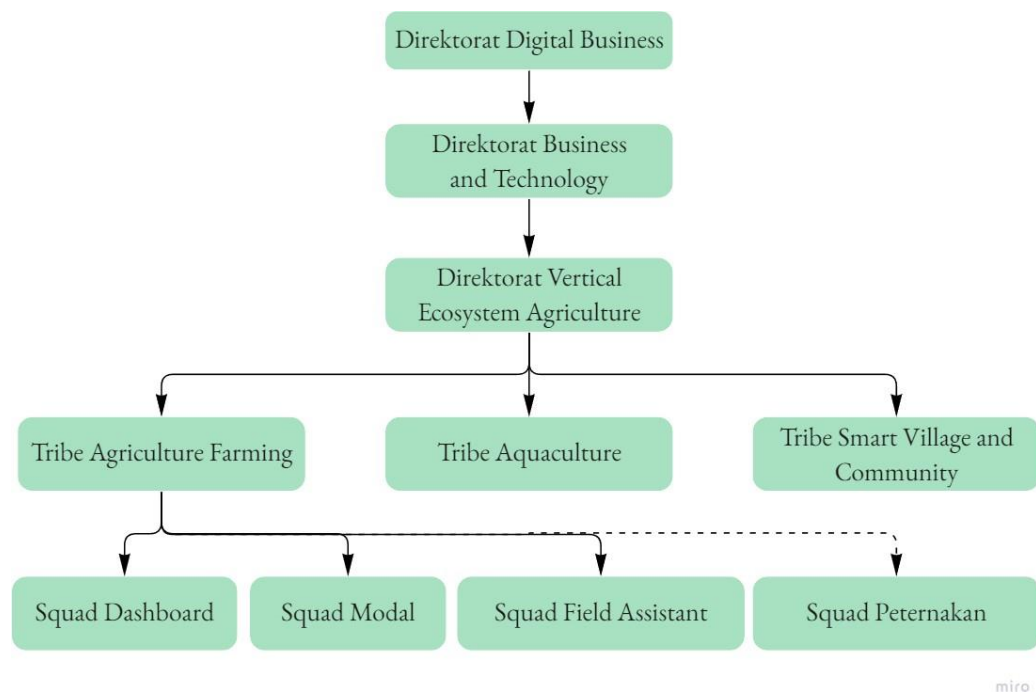 Direktorat Digital Business
Direktorat Business
and Technology
Direktorat Vertical
Ecosystem Agriculture
Tribe Agriculture Farming
Tribe Aquaculture
Tribe Smart Village and
Community
Squad Dashboard
Squad Modal
Squad Field Assistant
Squad Peternakan
miro